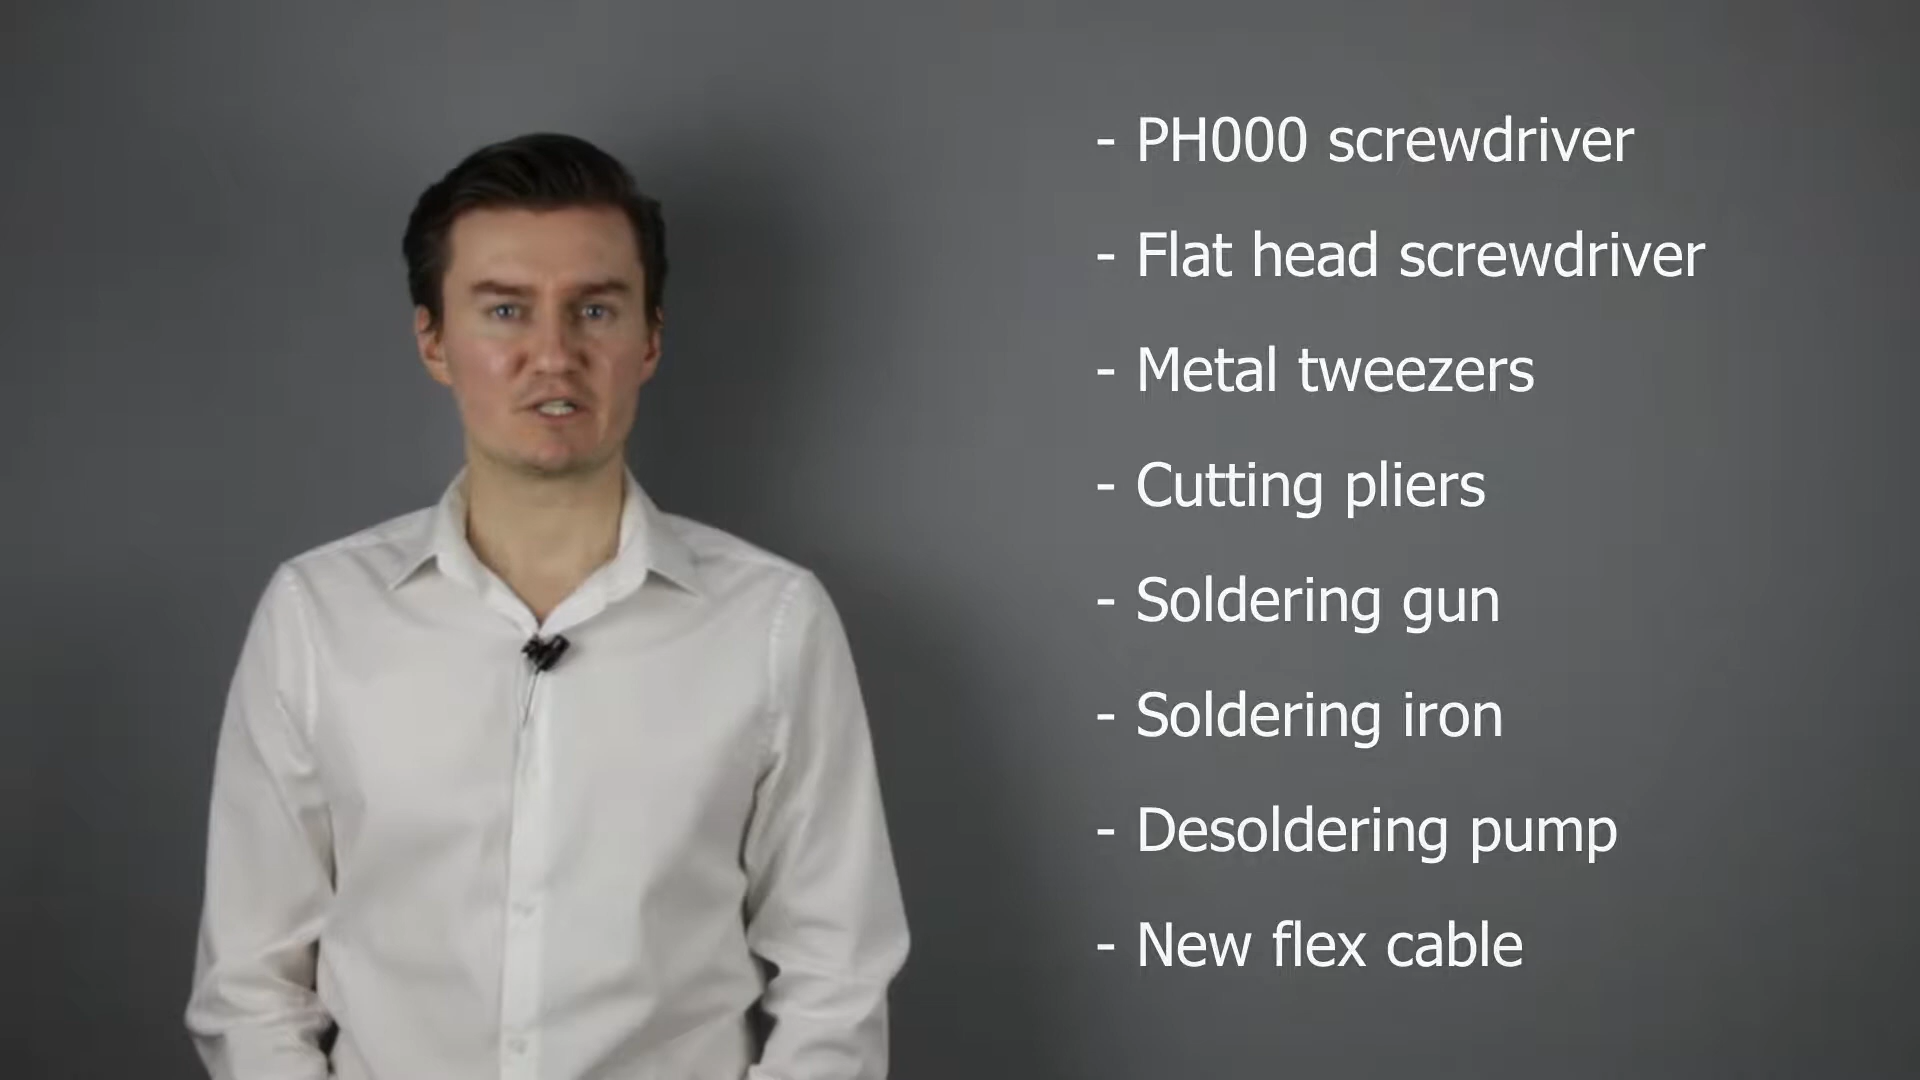 - PH000 screwdriver
- Flat head screwdriver
- Metal tweezers
- Cutting pliers
- Soldering gun
- Soldering iron
- Desoldering pump
- New flex cable